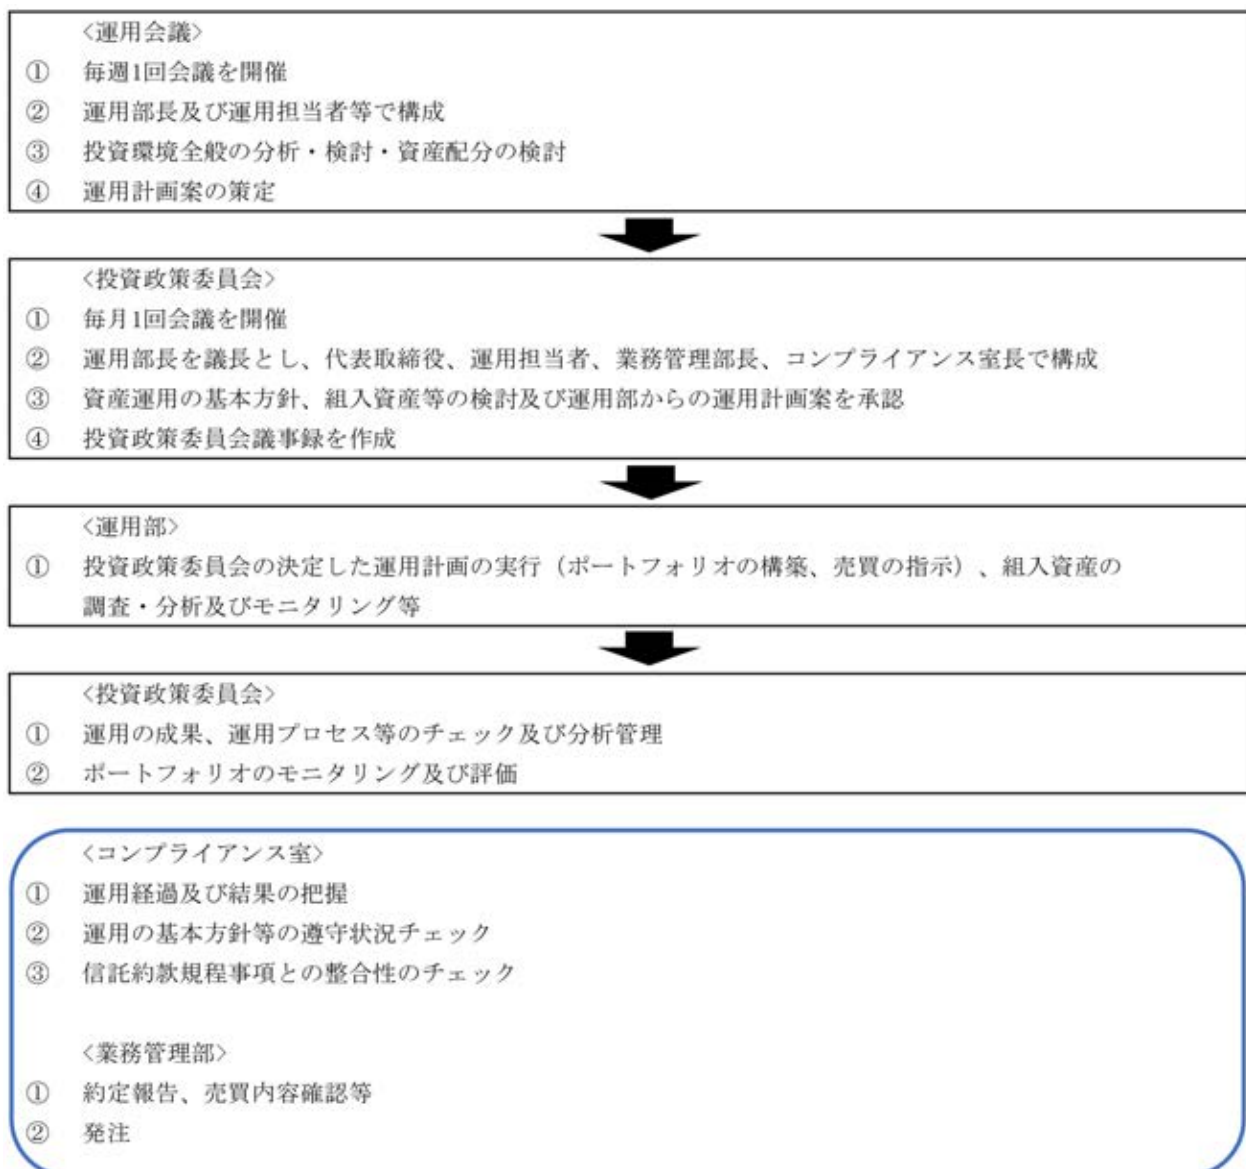 <運用会議>
① 毎週1回会議を開催
② 運用部長及び運用担当者等で構成
③ 投資環境全般の分析・検討・資産配分の検討
④ 運用計画案の策定
<投資政策委員会>
① 毎月1回会議を開催
② 運用部長を議長とし、代表取締役、運用担当者、業務管理部長、コンプライアンス室長で構成
③ 資産運用の基本方針、組入資産等の検討及び運用部からの運用計画案を承認
④ 投資政策委員会議事録を作成
<運用部>
① 投資政策委員会の決定した運用計画の実行（ポートフォリオの構築、売買の指示）、組入資産の
調査・分析及びモニタリング等
<投資政策委員会>
① 運用の成果、運用プロセス等のチェック及び分析管理
② ポートフォリオのモニタリング及び評価
<コンプライアンス室>
① 運用経過及び結果の把握
② 運用の基本方針等の遵守状況チェック
③ 信託約款規程事項との整合性のチェック
<業務管理部>
① 約定報告、売買内容確認等
② 発注